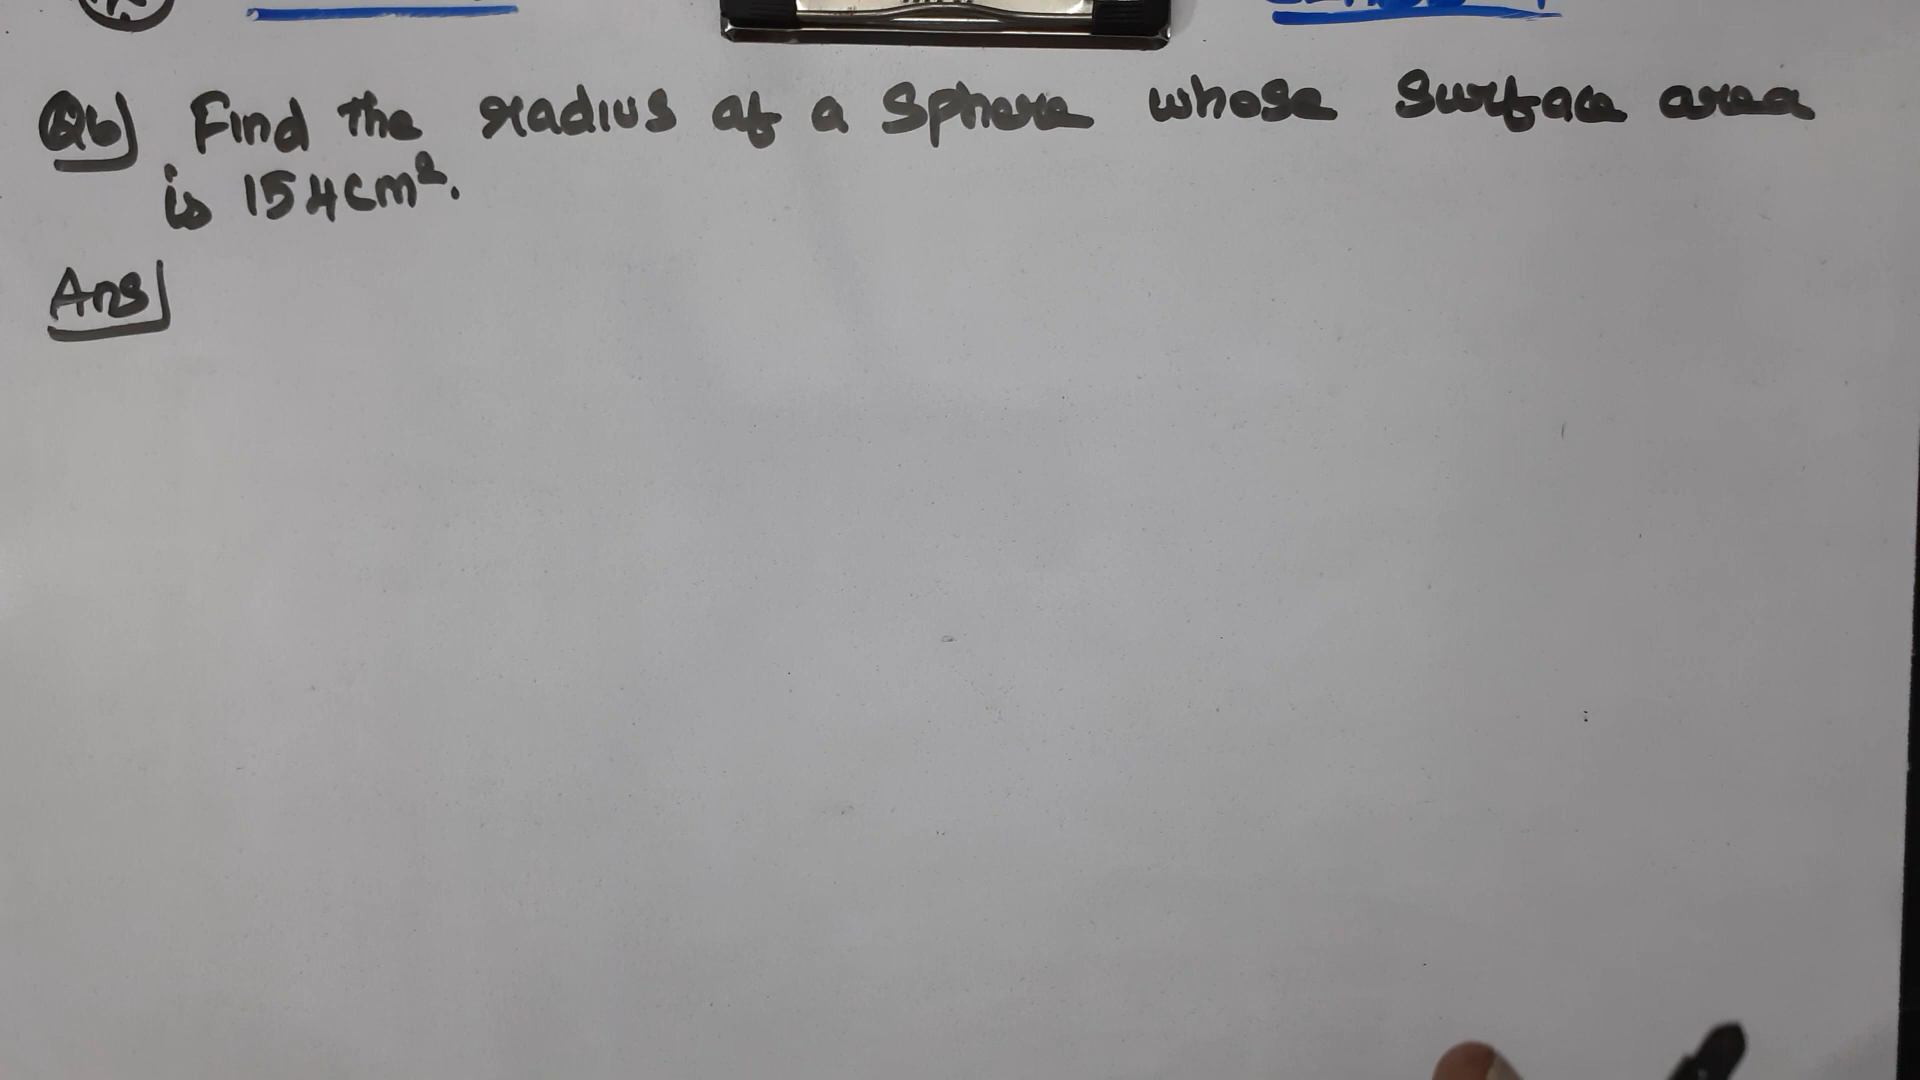 Q6) Find the radius of a sphere whose surface area
is 154cm².
Ans)